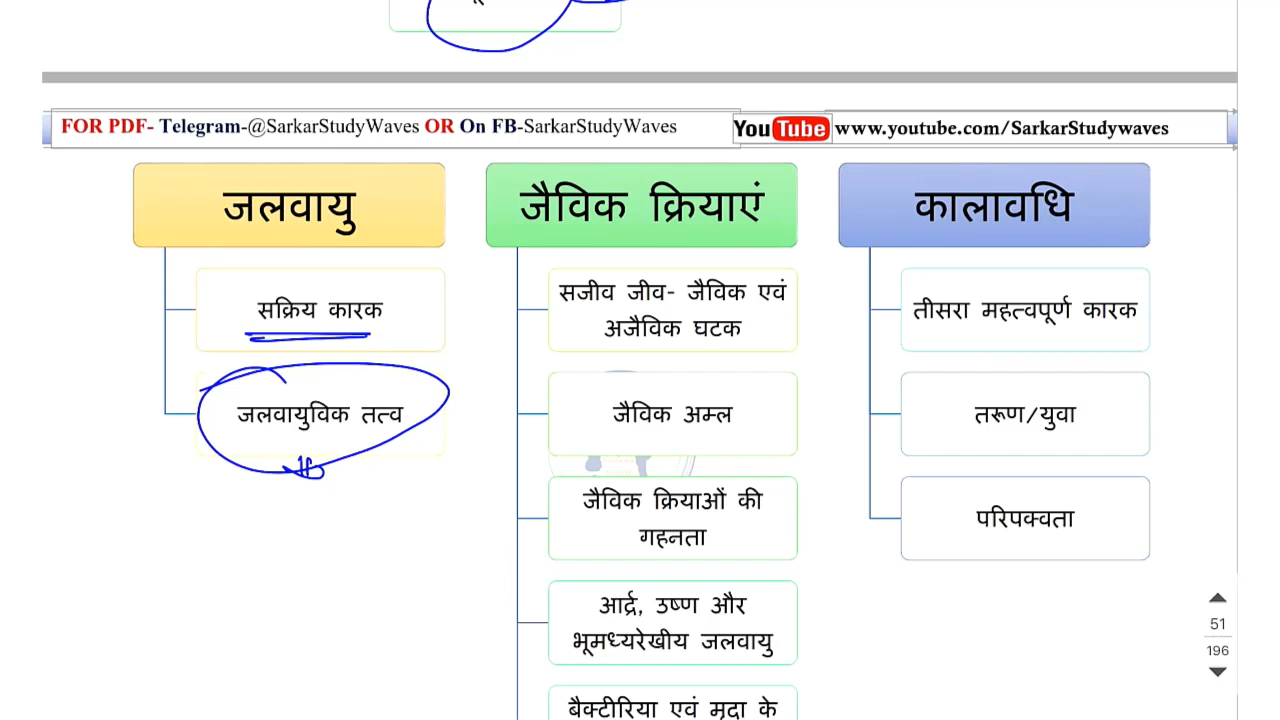 FOR PDF- Telegram-@SarkarStudyWaves OR On FB-SarkarStudyWaves
YouTube www.youtube.com/SarkarStudywaves
जलवायु
सक्रिय कारक
जलवायुविक तत्व
जैविक क्रियाएं
सजीव जीव- जैविक एवं
अजैविक घटक
जैविक अम्ल
जैविक क्रियाओं की
गहनता
आर्द्र, उष्ण और
भूमध्यरेखीय जलवायु
बैक्टीरिया एवं मृदा के
कालावधि
तीसरा महत्वपूर्ण कारक
तरूण/युवा
परिपक्वता
51
196